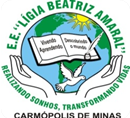 E.E. "LÍGIA BEATRIZ AMARAL"
Vivendo Descobrindo
Aprendendo o mundo
REALIZANDO SONHOS, TRANSFORMANDO VIDAS
CARMÓPOLIS DE MINAS